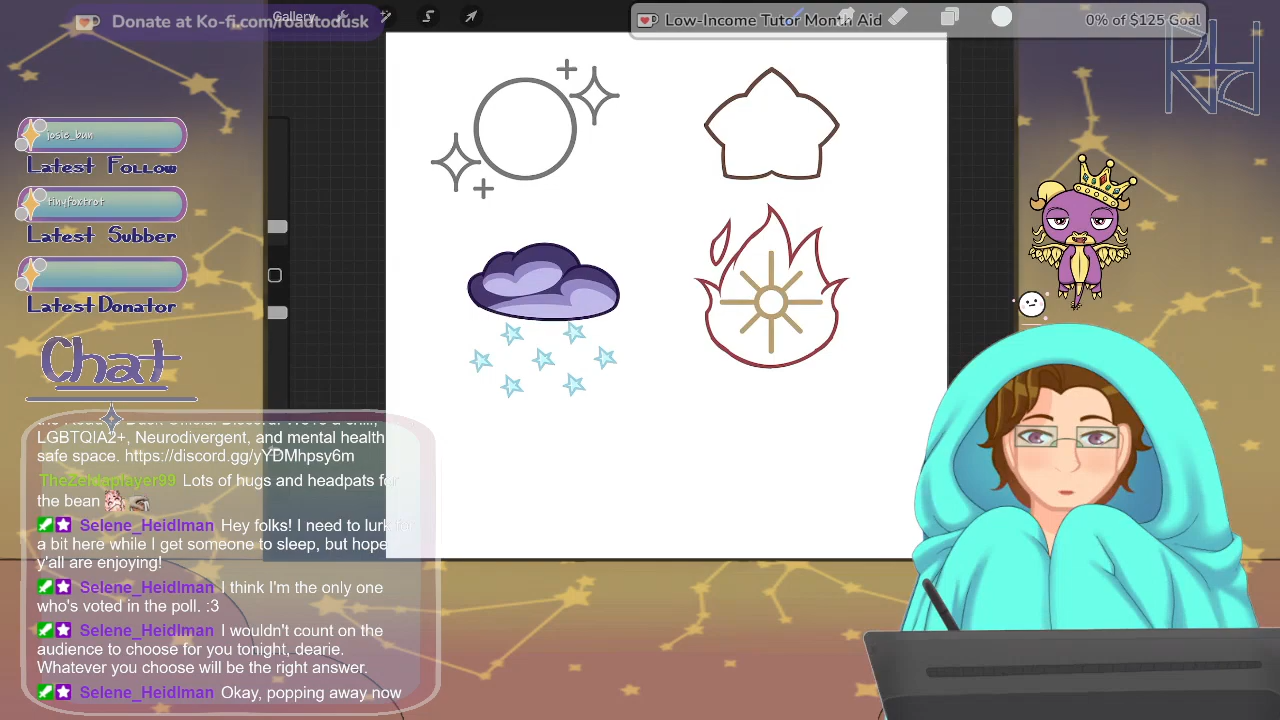 Donate at Ko-fi.com/roadtodusk
Gallery
Low-Income Tutor Month Aid
0% of $125 Goal
RtD
josie_bun
Latest Follow
tinyfoxtrot
Latest Subber
Latest Donator
Chat
LGBTQIA2+, Neurodivergent, and mental health
safe space. https://discord.gg/yYDMhpsy6m
TheZeldaplayer99 Lots of hugs and headpats for
the bean
Selene_Heidlman Hey folks! I need to lurk for
a bit here while I get someone to sleep, but hope
y'all are enjoying!
Selene_Heidlman I think I'm the only one
who's voted in the poll. :3
Selene_Heidlman I wouldn't count on the
audience to choose for you tonight, dearie.
Whatever you choose will be the right answer.
Selene_Heidlman Okay, popping away now